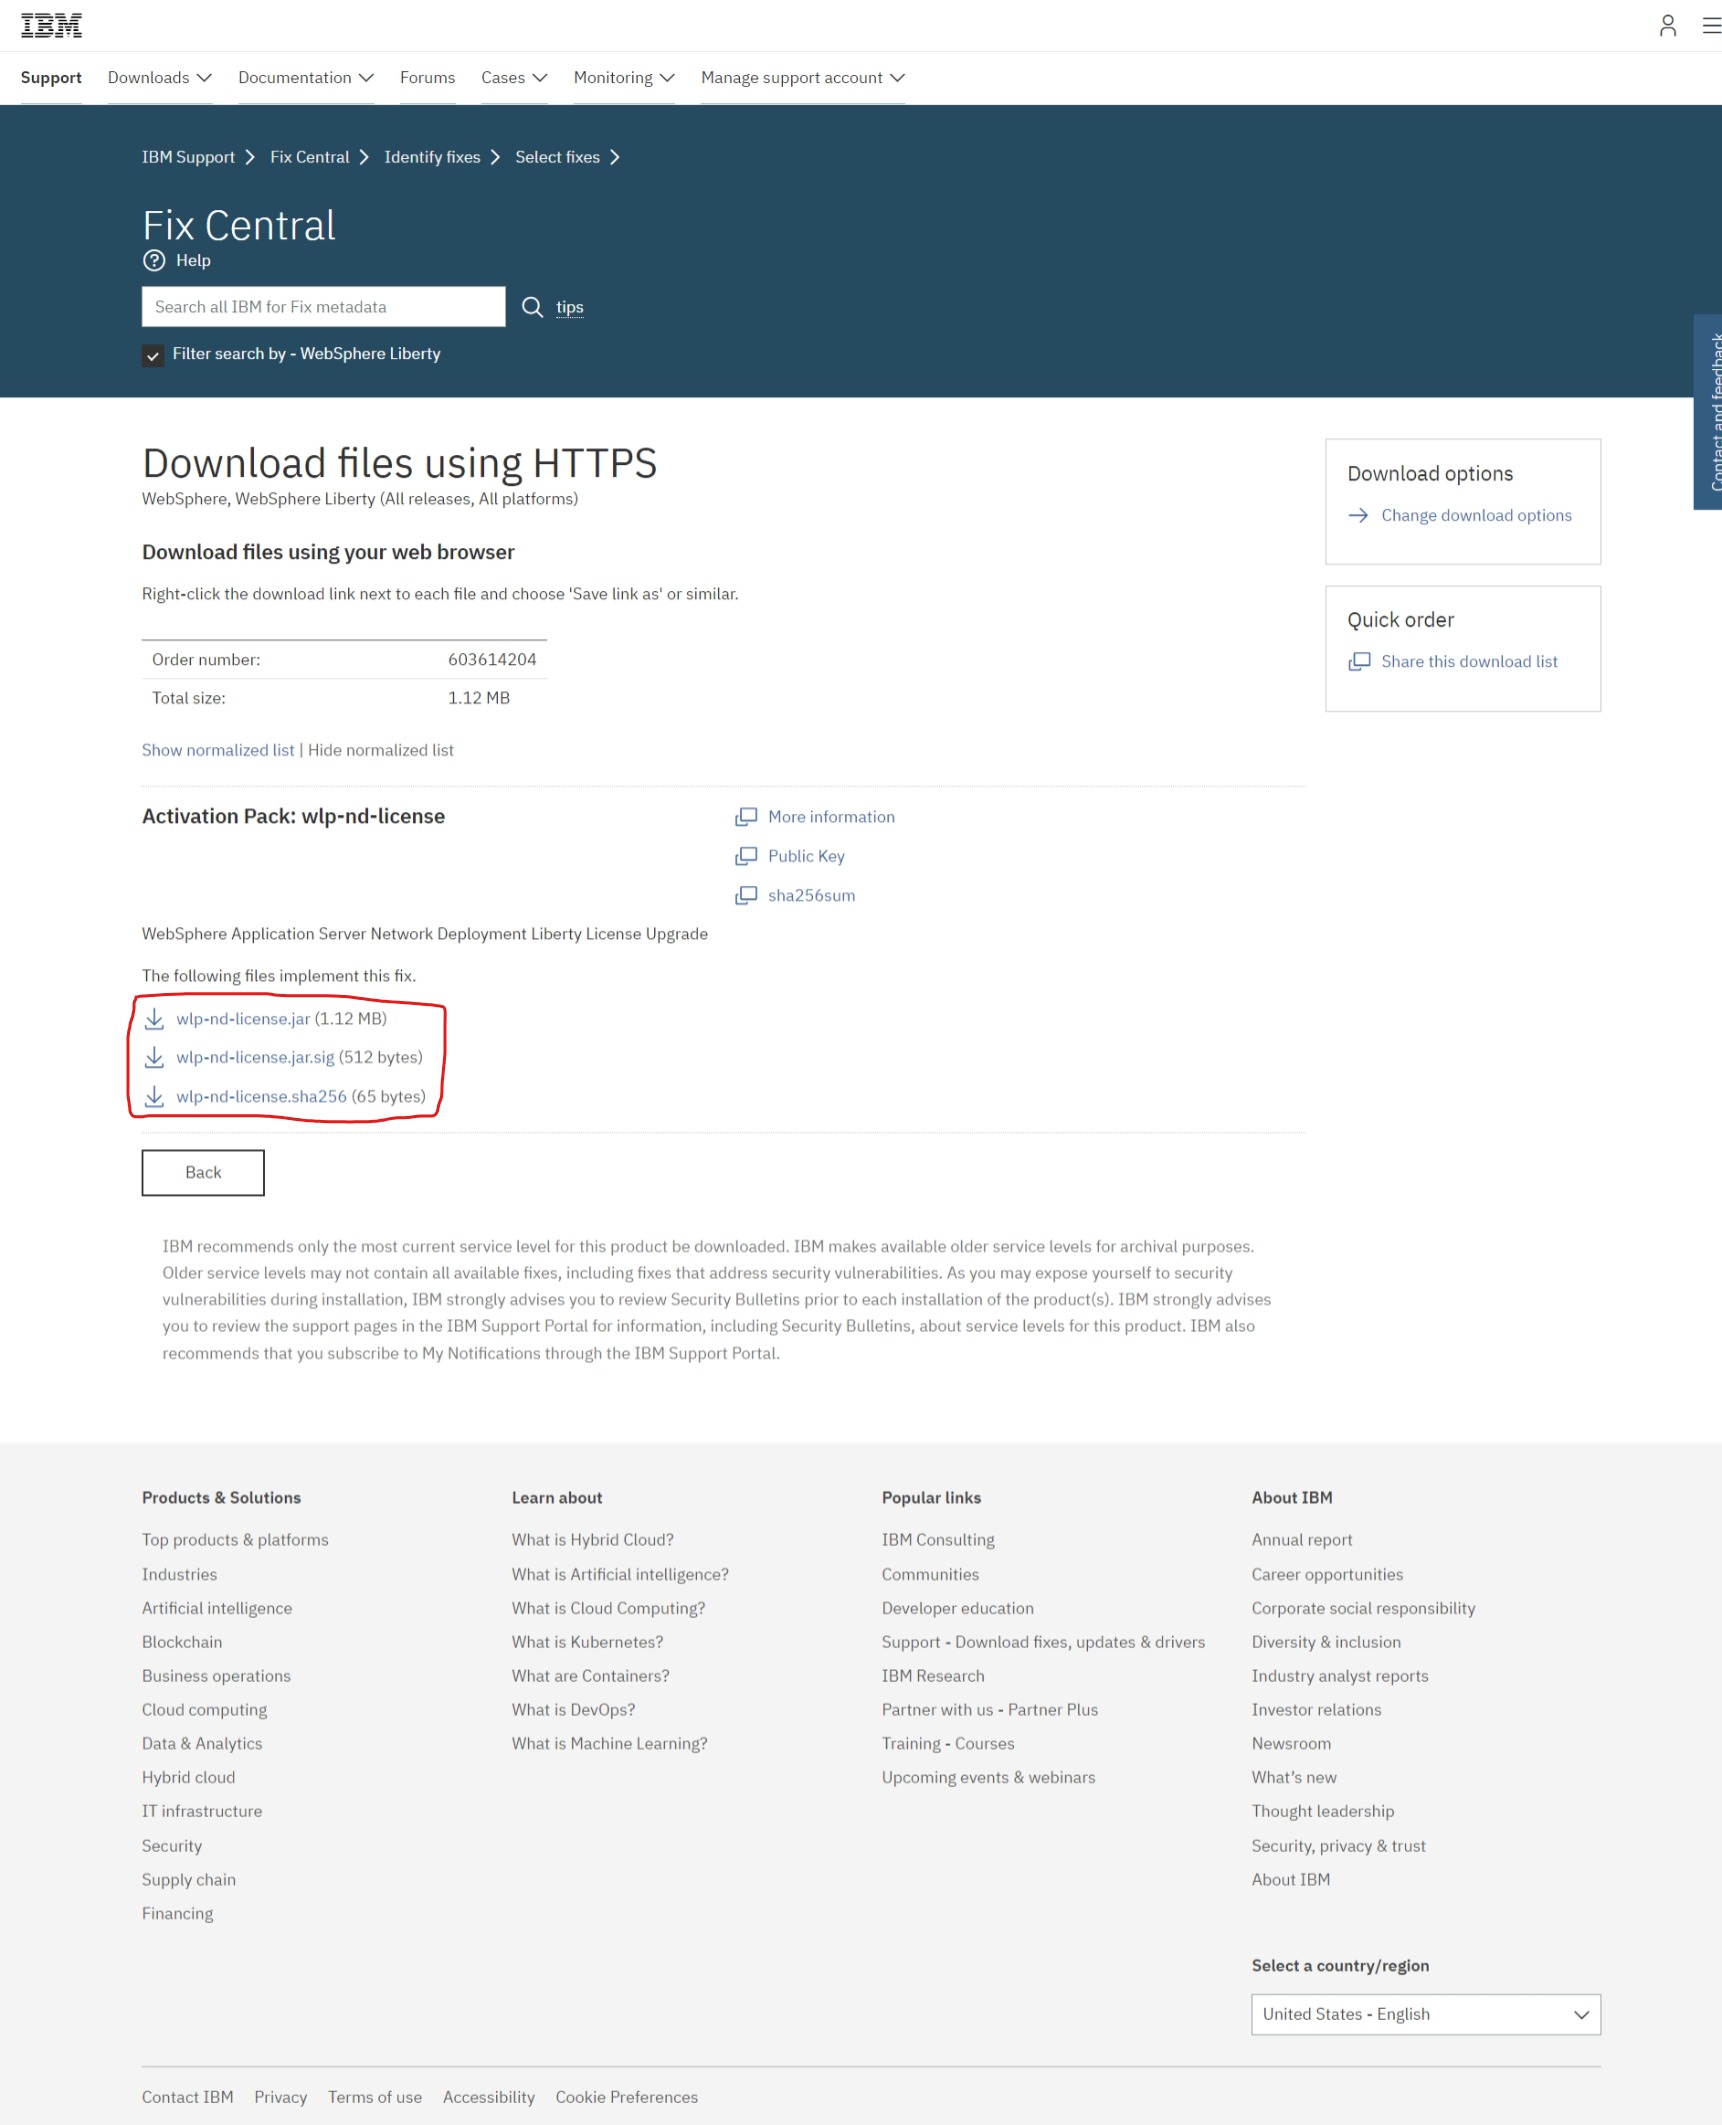 IBM
Support Downloads Documentation Forums Cases Monitoring Manage support account
IBM Support Fix Central Identify fixes Select fixes
Fix Central
Help
Search all IBM for Fix metadata tips
Filter search by - WebSphere Liberty
Contact and feedback
Download files using HTTPS
WebSphere, WebSphere Liberty (All releases, All platforms)
Download files using your web browser
Right-click the download link next to each file and choose 'Save link as' or similar.
Order number: 603614204
Total size: 1.12 MB
Show normalized list | Hide normalized list
Download options
Change download options
Quick order
Share this download list
Activation Pack: wlp-nd-license
More information
Public Key
sha256sum
WebSphere Application Server Network Deployment Liberty License Upgrade
The following files implement this fix.
wlp-nd-license.jar (1.12 MB)
wlp-nd-license.jar.sig (512 bytes)
wlp-nd-license.sha256 (65 bytes)
Back
IBM recommends only the most current service level for this product be downloaded. IBM makes available older service levels for archival purposes.
Older service levels may not contain all available fixes, including fixes that address security vulnerabilities. As you may expose yourself to security
vulnerabilities during installation, IBM strongly advises you to review Security Bulletins prior to each installation of the product(s). IBM strongly advises
you to review the support pages in the IBM Support Portal for information, including Security Bulletins, about service levels for this product. IBM also
recommends that you subscribe to My Notifications through the IBM Support Portal.
Products & Solutions
Top products & platforms
Industries
Artificial intelligence
Blockchain
Business operations
Cloud computing
Data & Analytics
Hybrid cloud
IT infrastructure
Security
Supply chain
Financing
Learn about
What is Hybrid Cloud?
What is Artificial intelligence?
What is Cloud Computing?
What is Kubernetes?
What are Containers?
What is DevOps?
What is Machine Learning?
Popular links
IBM Consulting
Communities
Developer education
Support - Download fixes, updates & drivers
IBM Research
Partner with us - Partner Plus
Training - Courses
Upcoming events & webinars
About IBM
Annual report
Career opportunities
Corporate social responsibility
Diversity & inclusion
Industry analyst reports
Investor relations
Newsroom
What's new
Thought leadership
Security, privacy & trust
About IBM
Select a country/region
United States - English
Contact IBM Privacy Terms of use Accessibility Cookie Preferences